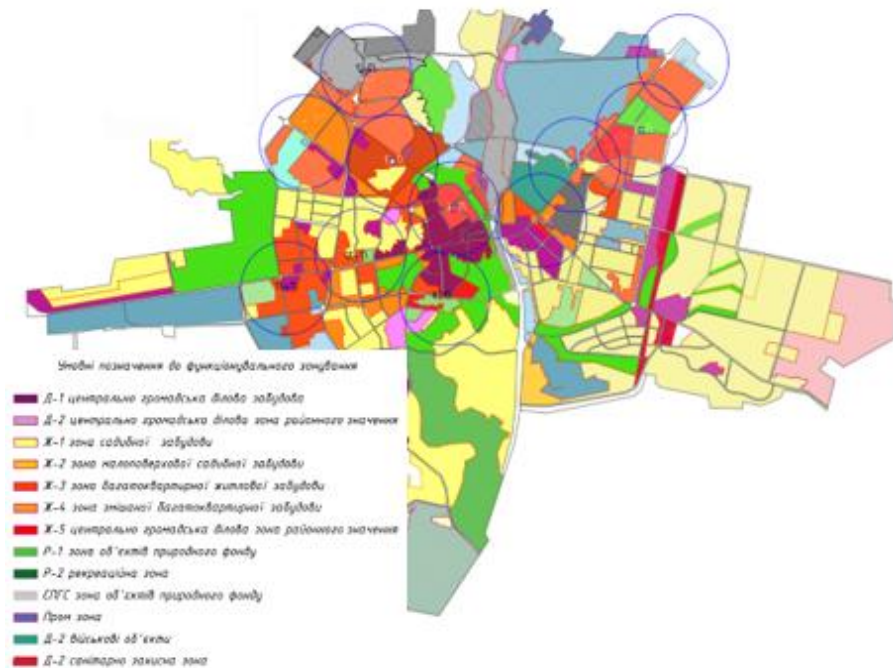 Умовні позначення до функціонувального зонування
Д-1 центрально громадська ділова забудова
Д-2 центрально громадська ділова зона районного значення
Ж-1 зона садибної забудови
Ж-2 зона малоповерхової садибної забудови
Ж-3 зона багатоквартирної житлової забудови
Ж-4 зона змішаної багатоквартирної забудови
Ж-5 центрально громадська ділова зона районного значення
Р-1 зона об'єктів природного фонду
Р-2 рекреаційна зона
СПГС зона об'єктів природного фонду
Пром зона
Д-2 військові об'єкти
Д-2 санітарно захисна зона